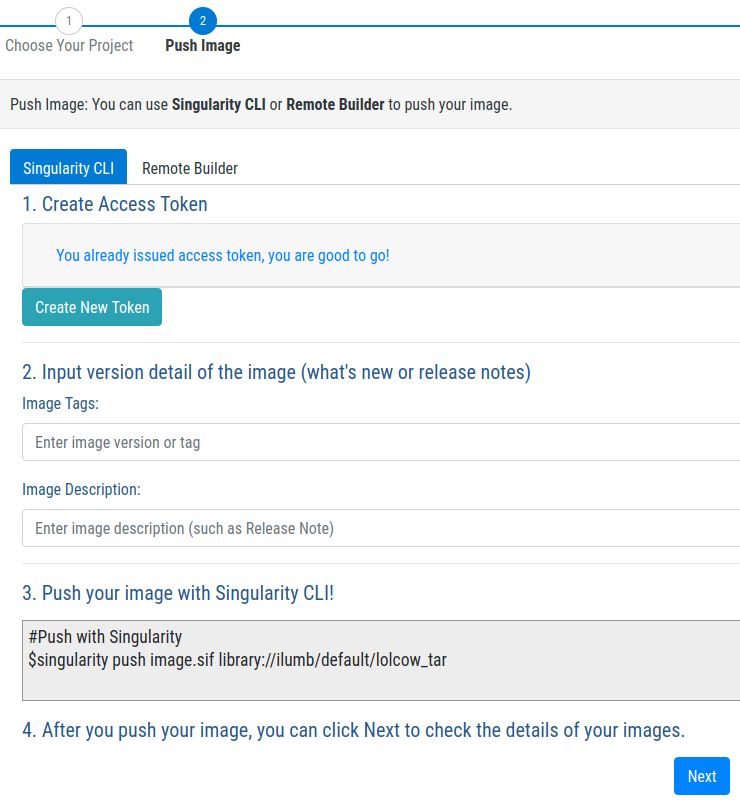 1
2
Choose Your Project
Push Image
Push Image: You can use Singularity CLI or Remote Builder to push your image.
Singularity CLI
Remote Builder
1. Create Access Token
You already issued access token, you are good to go!
Create New Token
2. Input version detail of the image (what's new or release notes)
Image Tags:
Enter image version or tag
Image Description:
Enter image description (such as Release Note)
3. Push your image with Singularity CLI!
#Push with Singularity
$singularity push image.sif library://ilumb/default/lolcow_tar
4. After you push your image, you can click Next to check the details of your images.
Next